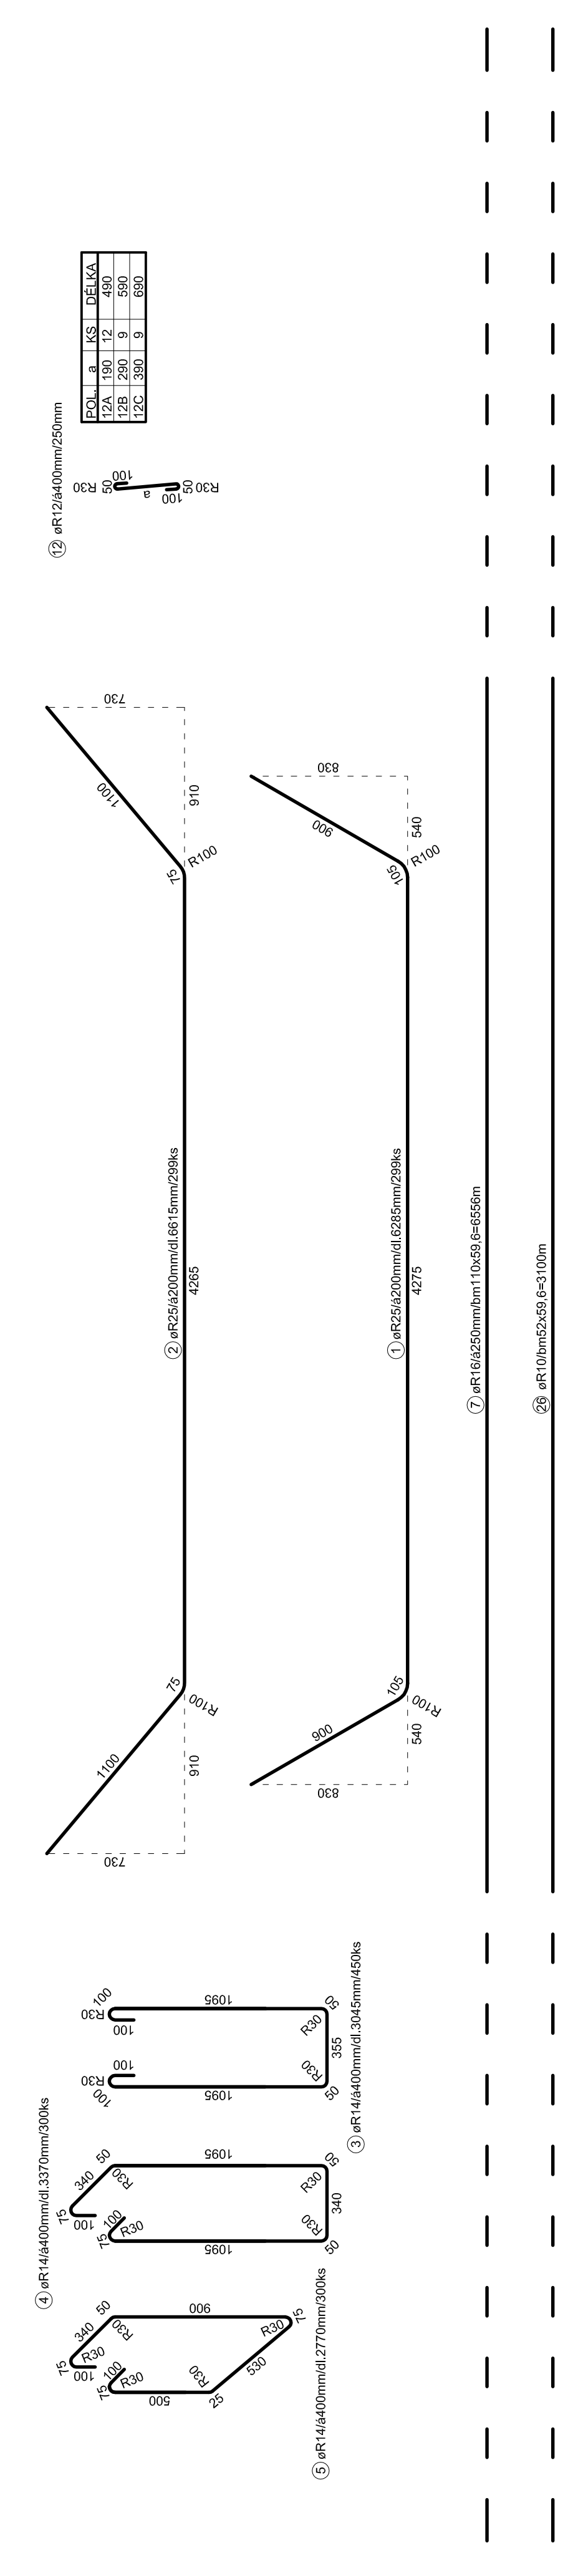 12 øR12/á400mm/250mm
R30
50
100
a
100
50
R30
POL. a KS DÉLKA
12A 190 12 490
12B 290 9 590
12C 390 9 690
2 øR25/á200mm/dl.6615mm/299ks
730
1100
910
75
R100
4265
75
R100
1100
910
730
1 øR25/á200mm/dl.6285mm/299ks
830
900
540
105
R100
4275
105
R100
900
540
830
7 øR16/á250mm/bm110x59,6=6556m
26 øR10/bm52x59,6=3100m
3 øR14/á400mm/dl.3045mm/450ks
100
R30
100
1095
50
R30
355
R30
50
1095
100
R30
100
4 øR14/á400mm/dl.3370mm/300ks
75
100
340
50
R30
1095
50
R30
340
R30
50
1095
75
100
R30
5 øR14/á400mm/dl.2770mm/300ks
75
100
R30
340
50
R30
900
75
R30
530
R30
25
500
75
100
R30